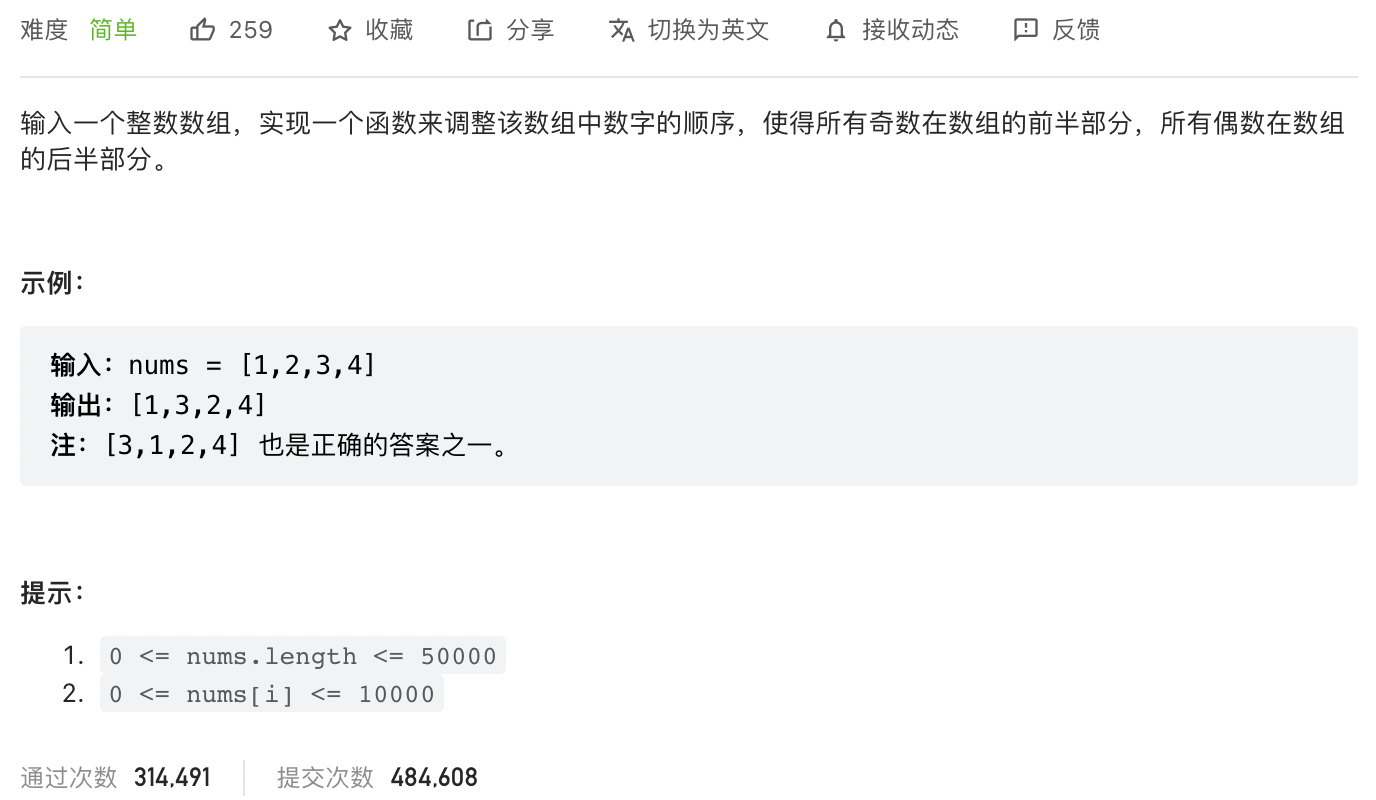 难度 简单 259 收藏 分享 切换为英文 接收动态 反馈
输入一个整数数组，实现一个函数来调整该数组中数字的顺序，使得所有奇数在数组的前半部分，所有偶数在数组
的后半部分。
示例：
输入：nums = [1,2,3,4]
输出：[1,3,2,4]
注：[3,1,2,4] 也是正确的答案之一。
提示：
1. 0 <= nums.length <= 50000
2. 0 <= nums[i] <= 10000
通过次数 314,491 提交次数 484,608